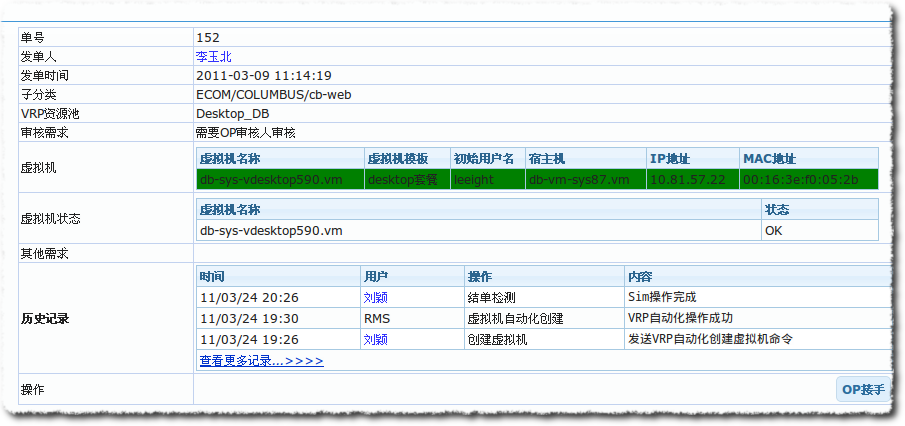 单号 152
发单人 李玉北
发单时间 2011-03-09 11:14:19
子分类 ECOM/COLUMBUS/cb-web
VRP资源池 Desktop_DB
审核需求 需要OP审核人审核
虚拟机
虚拟机名称 虚拟机模板 初始用户名 宿主机 IP地址 MAC地址
db-sys-vdesktop590.vm desktop套餐 leeight db-vm-sys87.vm 10.81.57.22 00:16:3e:f0:05:2b
虚拟机状态
虚拟机名称 状态
db-sys-vdesktop590.vm OK
其他需求
历史记录
时间 用户 操作 内容
11/03/24 20:26 刘颖 结单检测 Sim操作完成
11/03/24 19:30 RMS 虚拟机自动化创建 VRP自动化操作成功
11/03/24 19:26 刘颖 创建虚拟机 发送VRP自动化创建虚拟机命令
查看更多记录...>>>>
操作 OP接手